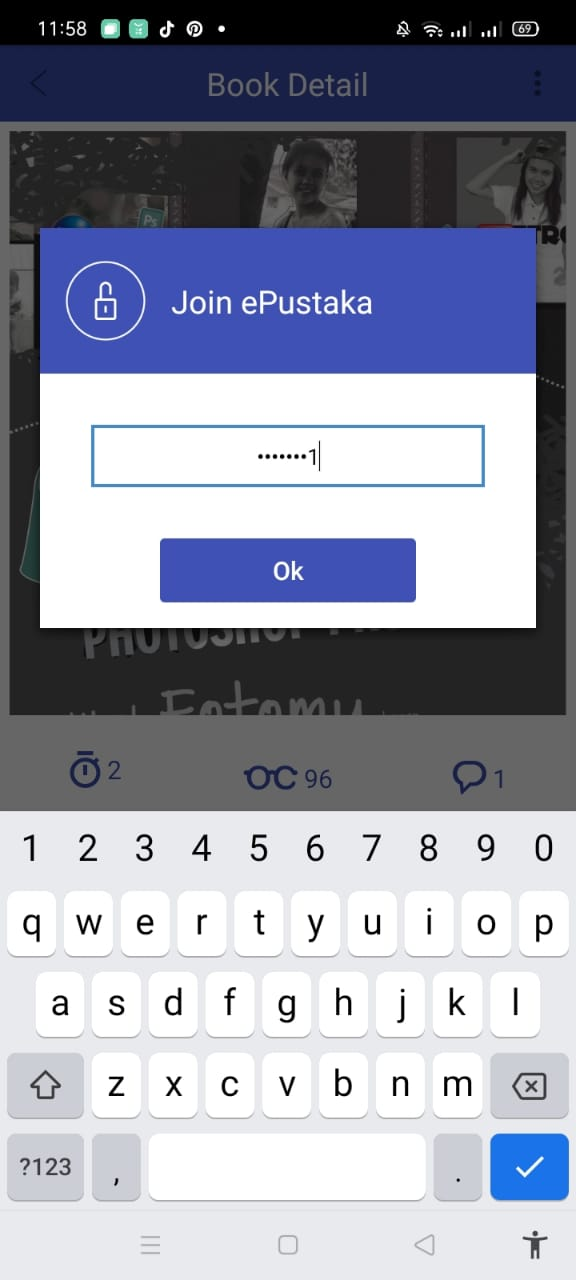 11:58
69
Book Detail
Ps
Join ePustaka
•••••••1
Ok
PHOTOSHOP
Fotomu
2
96
1
1 2 3 4 5 6 7 8 9 0
q w e r t y u i o p
a s d f g h j k l
z x c v b n m
?123 , .